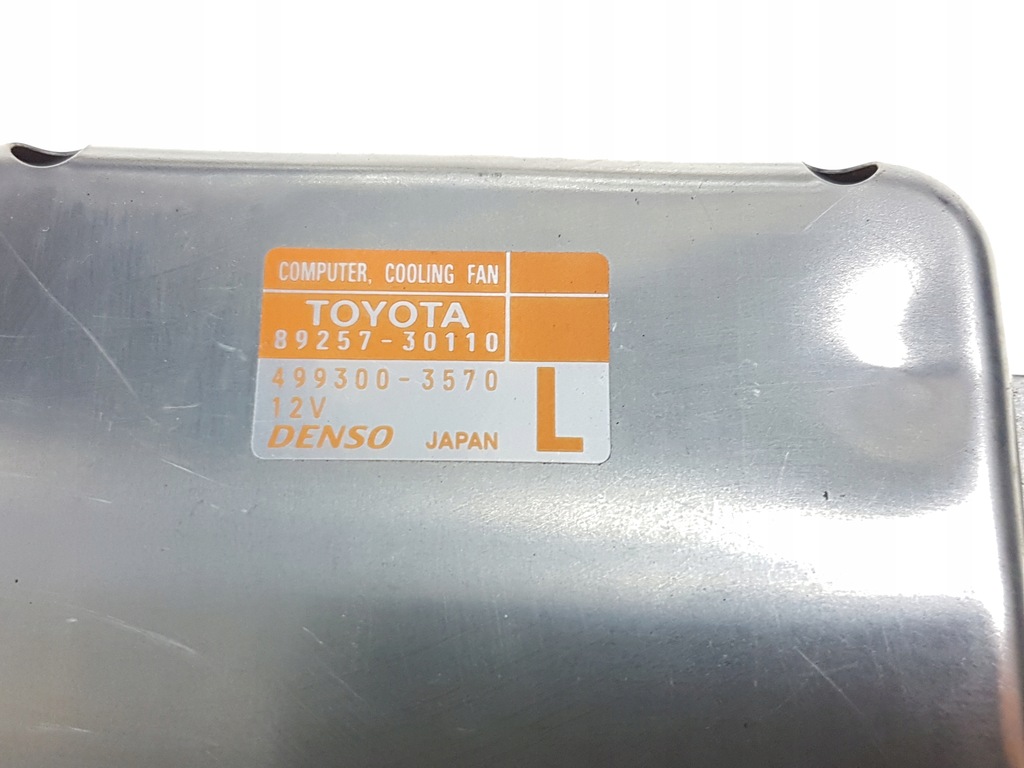 COMPUTER, COOLING FAN
TOYOTA
89257-30110
499300-3570
12V
DENSO JAPAN
L